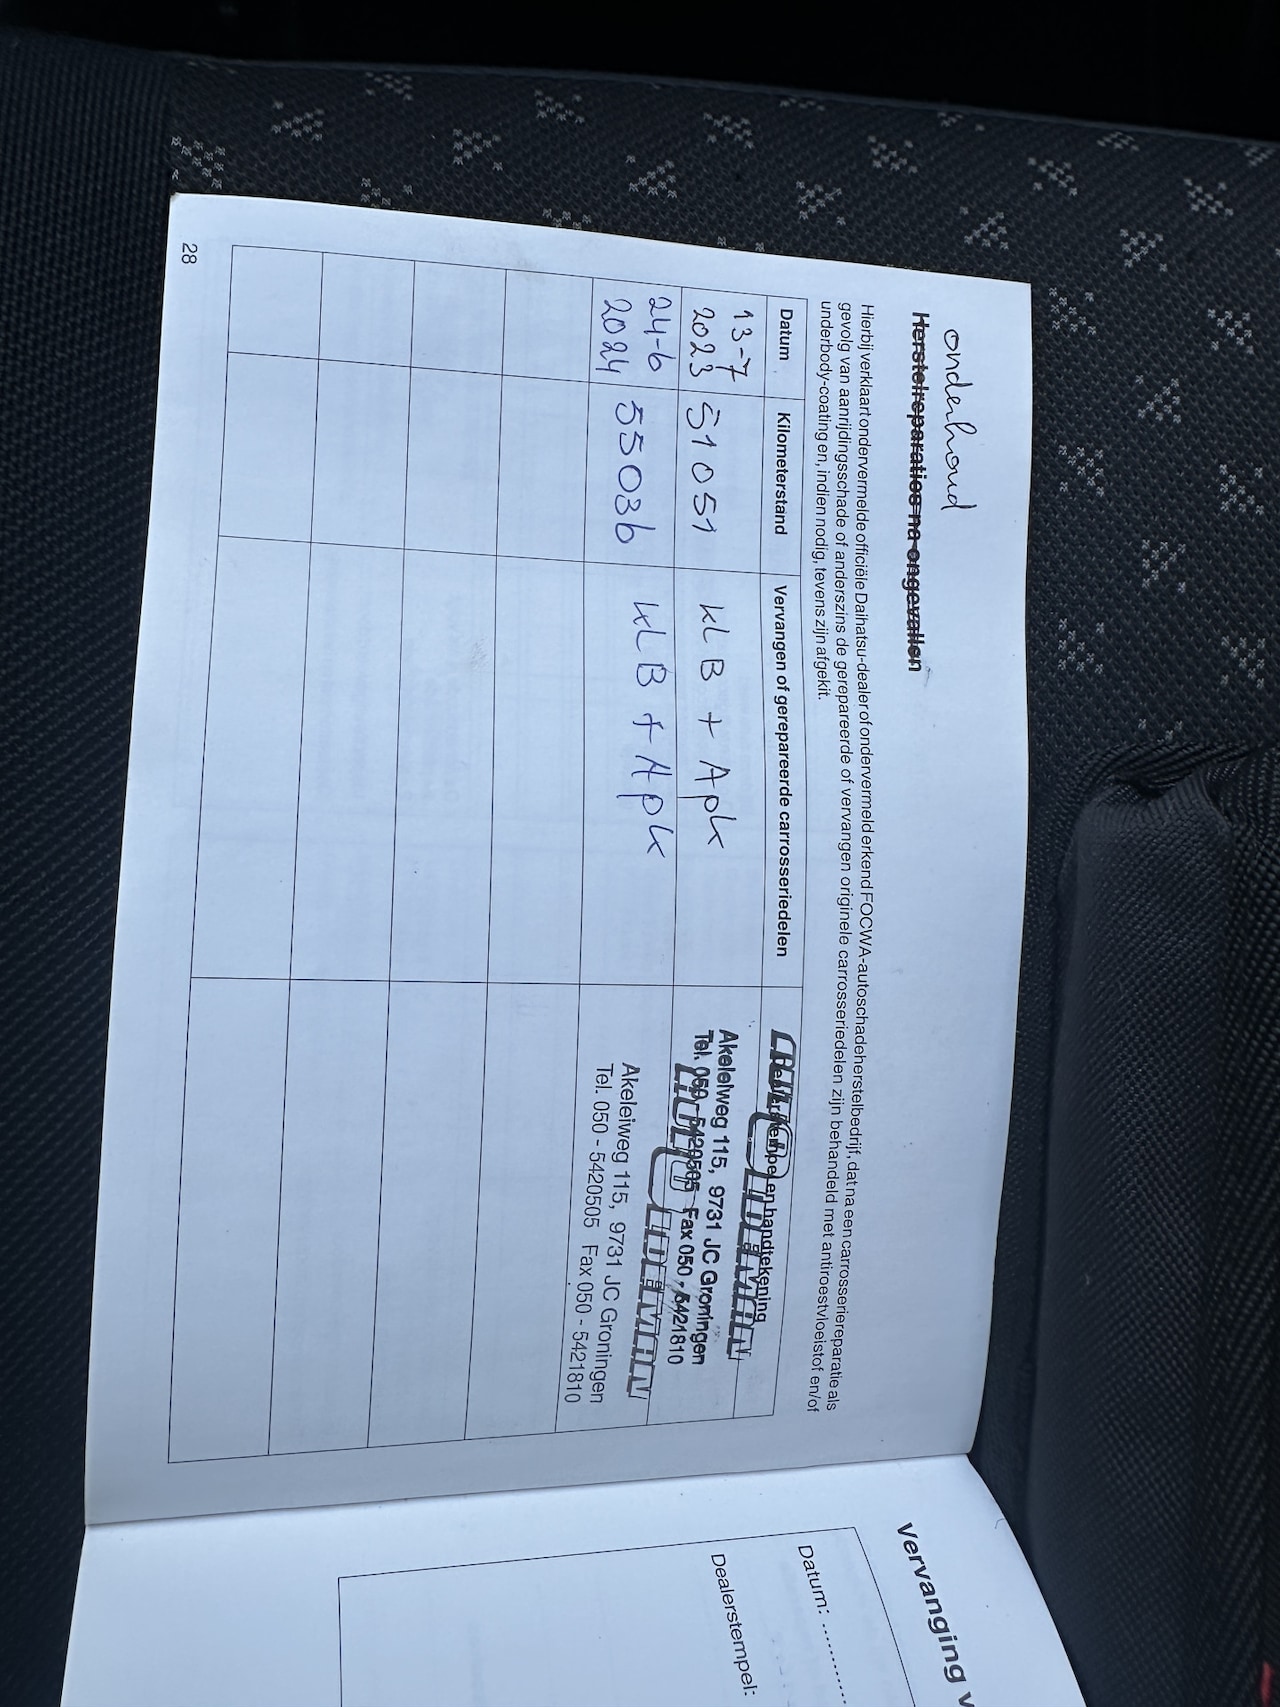 onderhoud
Herstelreparaties na ongevallen
Hierbij verklaart ondervermelde officiële Daihatsu-dealer of ondervermeld erkend FOCWA-autoschadeherstelbedrijf, dat na een carrosseriereparatie als
gevolg van aanrijdingsschade of anderszins de gerepareerde of vervangen originele carrosseriedelen zijn behandeld met antiroestvloeistof en/of
underbody-coating en, indien nodig, tevens zijn afgekit.
Datum Kilometerstand Vervangen of gerepareerde carrosseriedelen Dealerstempel en handtekening
13-7
2023 51051 kl B + Apk
Akeleiweg 115, 9731 JC Groningen
Tel. 050 - 5420505 Fax 050 - 5421810
24-6
2024 55036 kl B + Apk
Akeleiweg 115, 9731 JC Groningen
Tel. 050 - 5420505 Fax 050 - 5421810
28
Vervanging v
Datum: ............
Dealerstempel: